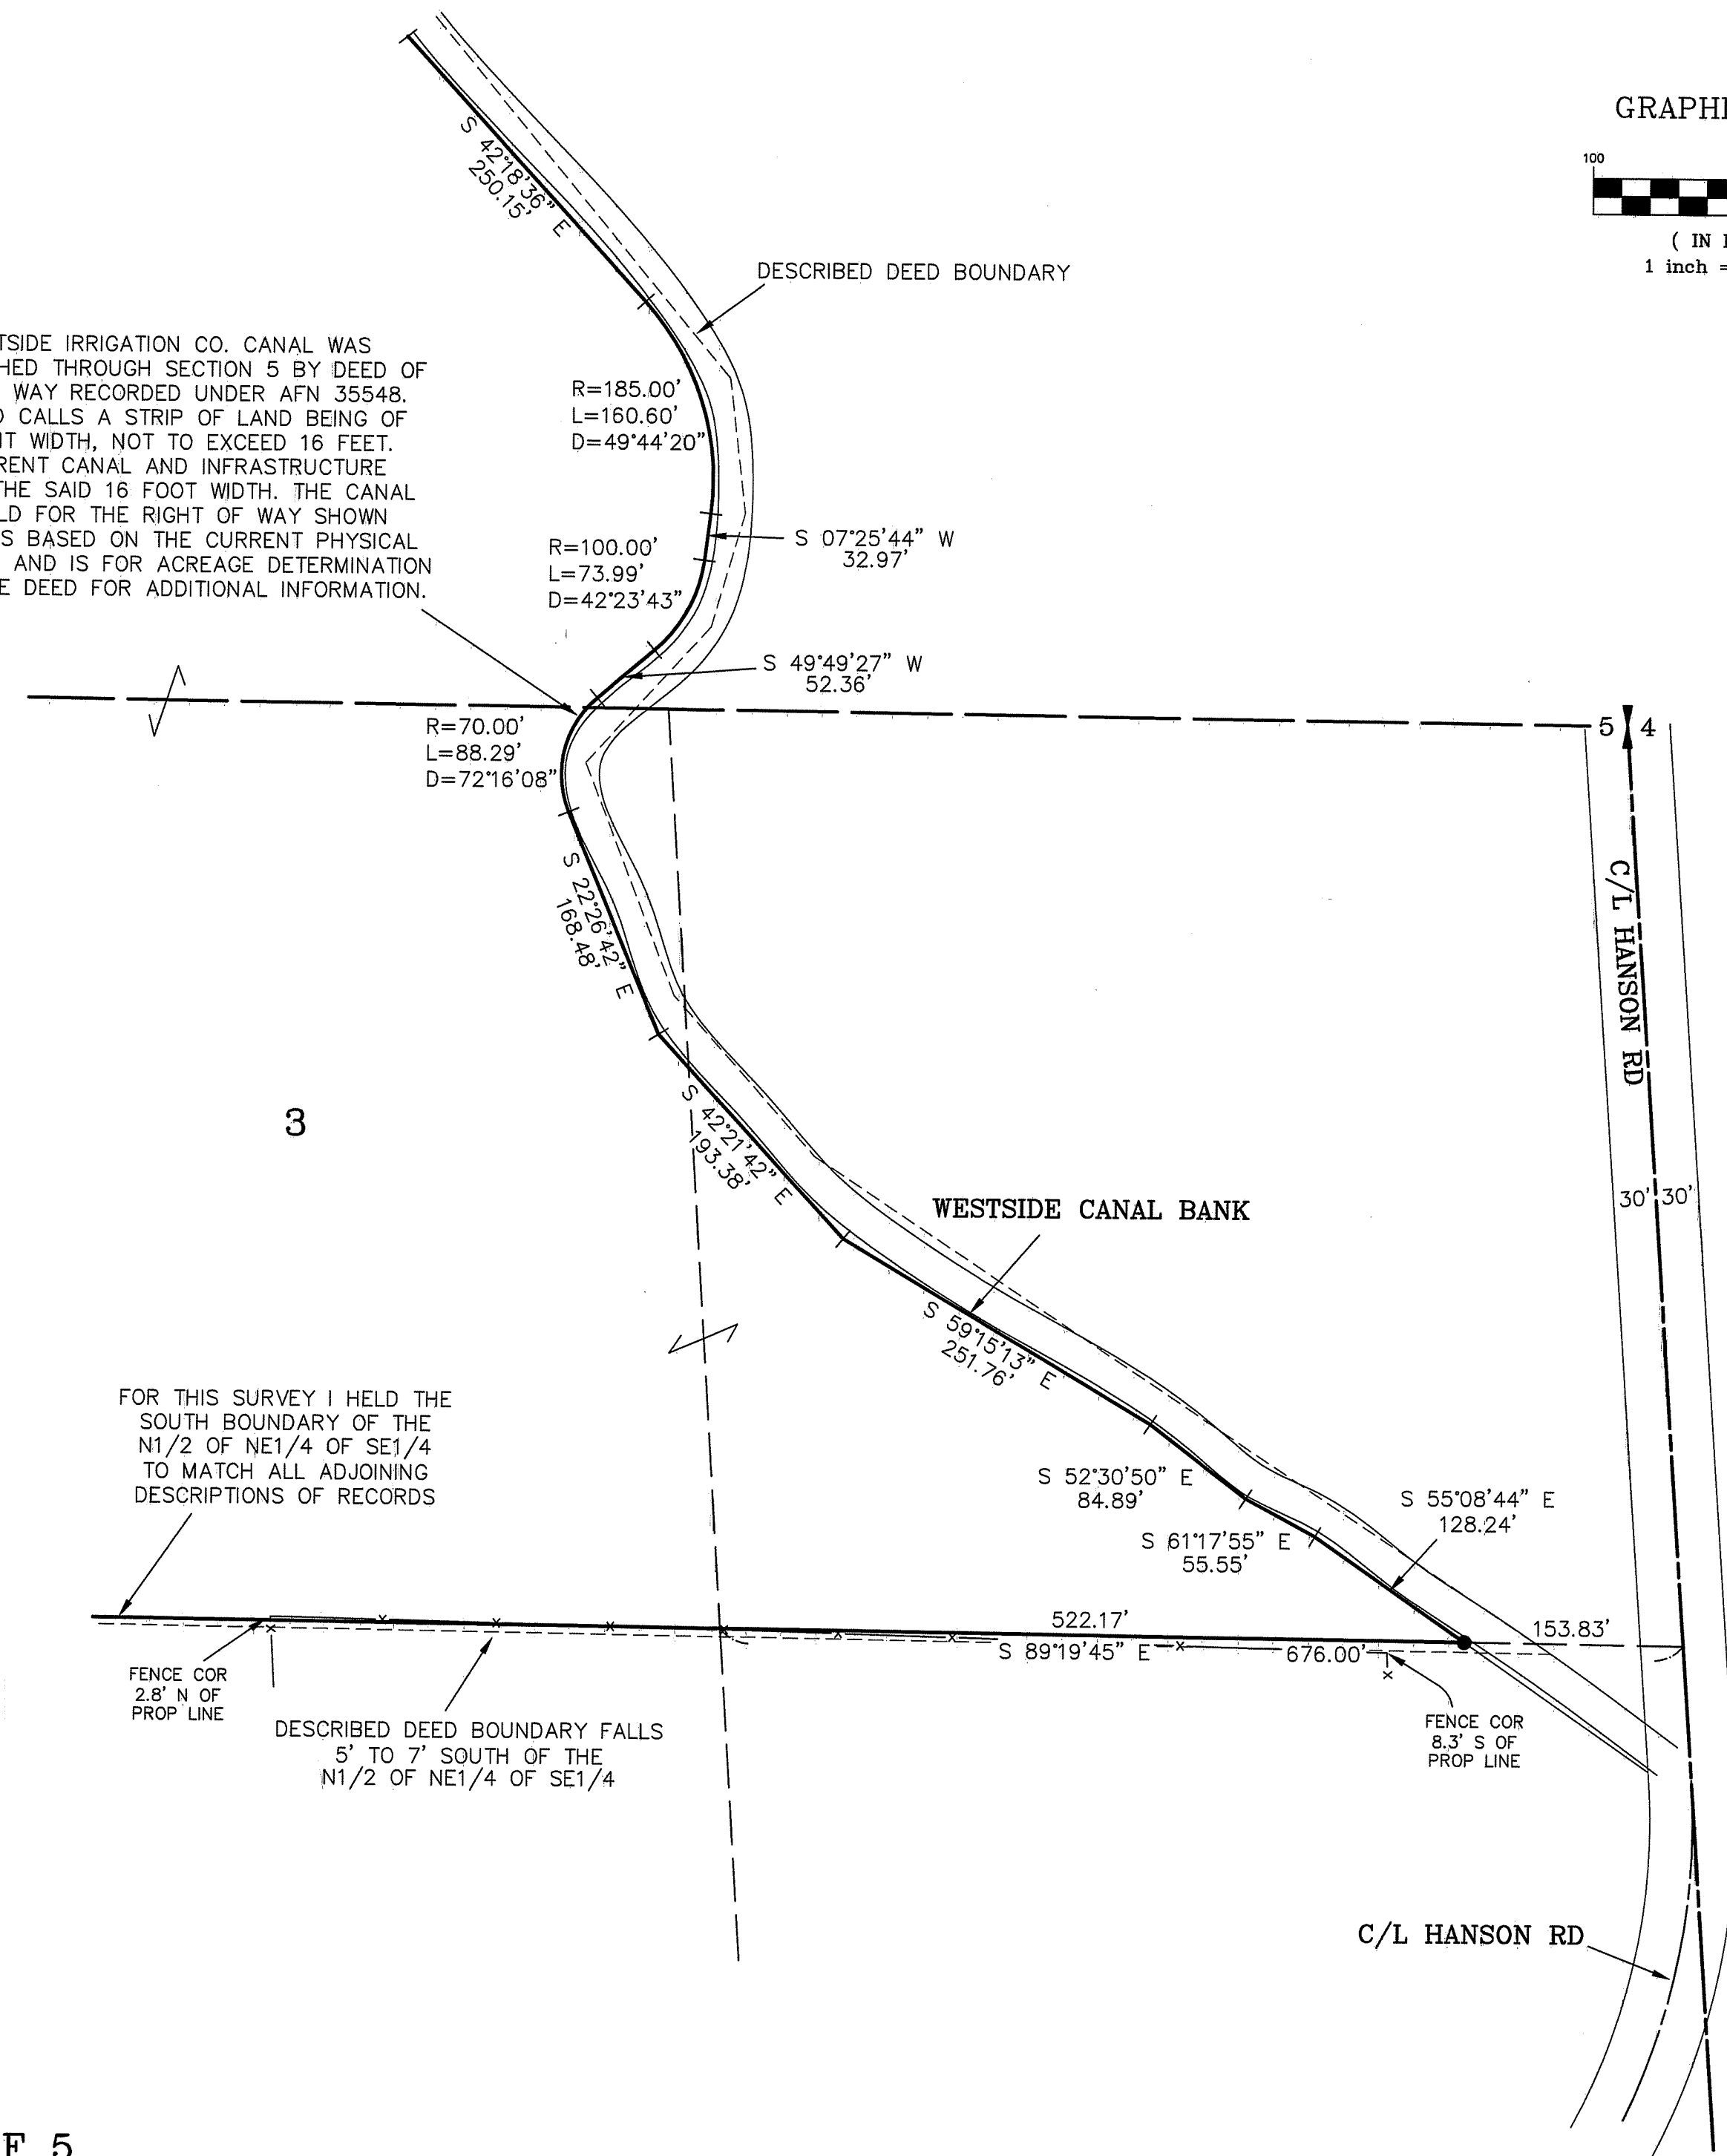 GRAPHI
100
( IN
1 inch =
S 42°18'36" E
250.15'
DESCRIBED DEED BOUNDARY
TSIDE IRRIGATION CO. CANAL WAS
HED THROUGH SECTION 5 BY DEED OF
WAY RECORDED UNDER AFN 35548.
CALLS A STRIP OF LAND BEING OF
NT WIDTH, NOT TO EXCEED 16 FEET.
RENT CANAL AND INFRASTRUCTURE
THE SAID 16 FOOT WIDTH. THE CANAL
LD FOR THE RIGHT OF WAY SHOWN
S BASED ON THE CURRENT PHYSICAL
AND IS FOR ACREAGE DETERMINATION
E DEED FOR ADDITIONAL INFORMATION.
R=185.00'
L=160.60'
D=49°44'20"
S 07°25'44" W
32.97'
R=100.00'
L=73.99'
D=42°23'43"
S 49°49'27" W
52.36'
R=70.00'
L=88.29'
D=72°16'08"
5 4
C/L HANSON RD
S 22°26'42" E
168.48'
3
S 42°21'42" E
193.38'
30' 30'
WESTSIDE CANAL BANK
S 59°15'13" E
251.76'
FOR THIS SURVEY I HELD THE
SOUTH BOUNDARY OF THE
N1/2 OF NE1/4 OF SE1/4
TO MATCH ALL ADJOINING
DESCRIPTIONS OF RECORDS
S 52°30'50" E
84.89'
S 55°08'44" E
128.24'
S 61°17'55" E
55.55'
522.17'
153.83'
S 89°19'45" E
676.00'
FENCE COR
2.8' N OF
PROP LINE
DESCRIBED DEED BOUNDARY FALLS
5' TO 7' SOUTH OF THE
N1/2 OF NE1/4 OF SE1/4
FENCE COR
8.3' S OF
PROP LINE
C/L HANSON RD
F 5